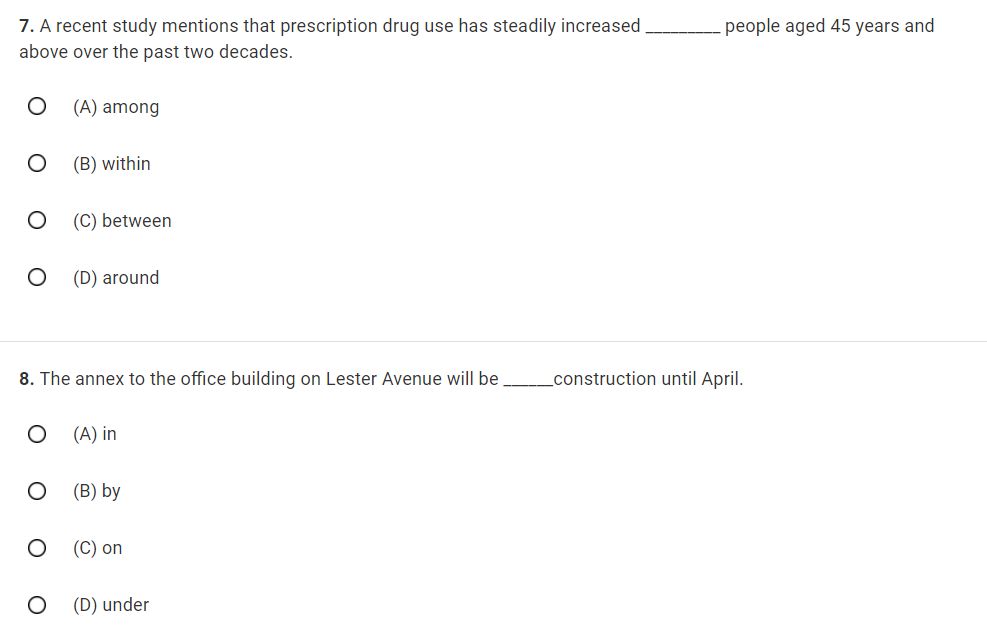 7. A recent study mentions that prescription drug use has steadily increased _________ people aged 45 years and
above over the past two decades.
(A) among
(B) within
(C) between
(D) around
8. The annex to the office building on Lester Avenue will be ______construction until April.
(A) in
(B) by
(C) on
(D) under